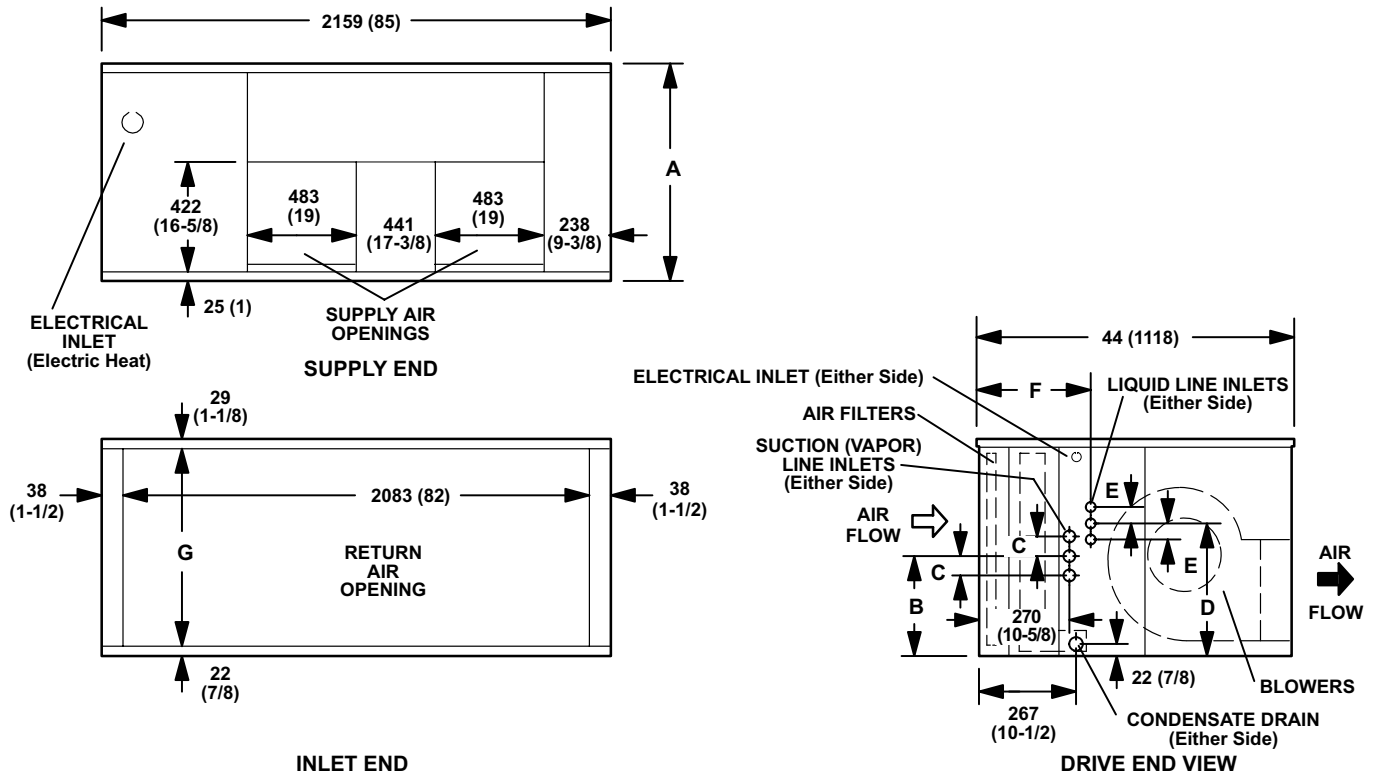 2159 (85)
A
422
(16-5/8)
483
(19)
441
(17-3/8)
483
(19)
238
(9-3/8)
25 (1)
ELECTRICAL
INLET
(Electric Heat)
SUPPLY AIR
OPENINGS
SUPPLY END
29
(1-1/8)
38
(1-1/2)
2083 (82)
38
(1-1/2)
G
RETURN
AIR
OPENING
22
(7/8)
INLET END
44 (1118)
ELECTRICAL INLET (Either Side)
F
LIQUID LINE INLETS
(Either Side)
AIR FILTERS
SUCTION (VAPOR)
LINE INLETS
(Either Side)
E
AIR
FLOW
C
C
E
B
D
AIR
FLOW
270
(10-5/8)
22 (7/8)
BLOWERS
267
(10-1/2)
CONDENSATE DRAIN
(Either Side)
DRIVE END VIEW